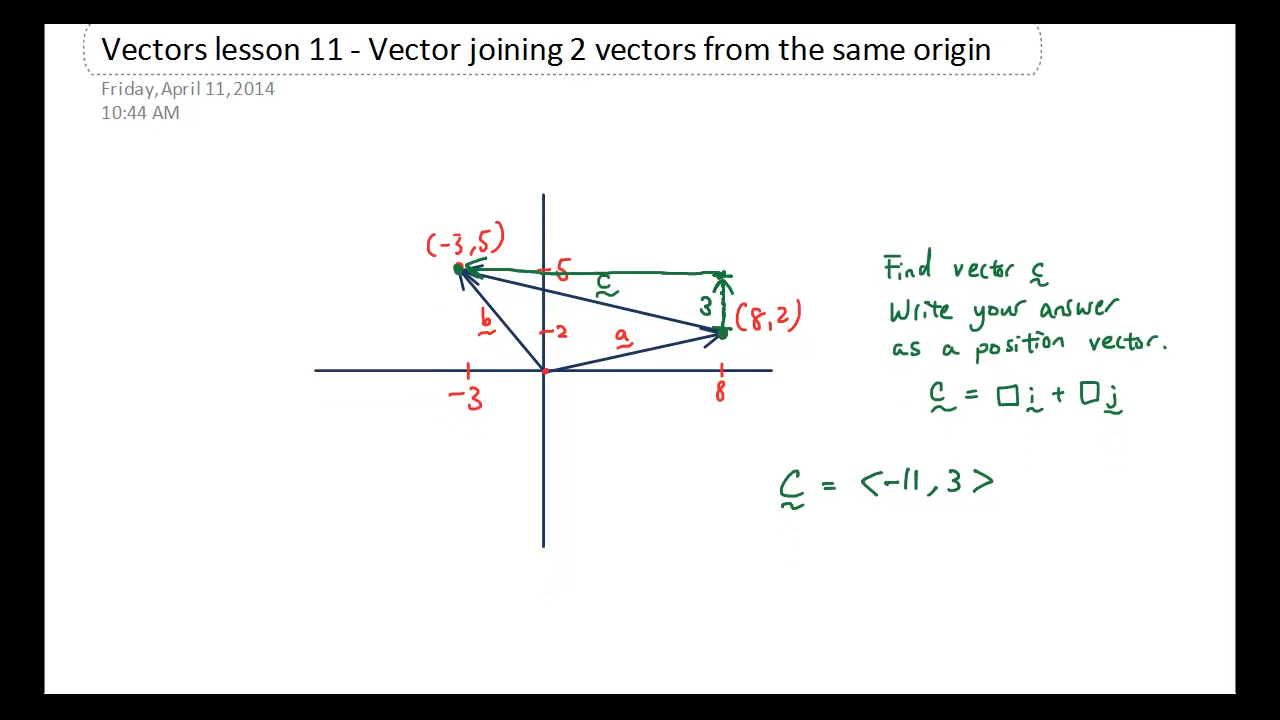 Vectors lesson 11 - Vector joining 2 vectors from the same origin
Friday, April 11, 2014
10:44 AM
(-3,5)
5
c
3
(8,2)
b
2
a
-3
8
Find vector c
Write your answer
as a position vector.
c = □ i + □ j
c = <-11, 3>